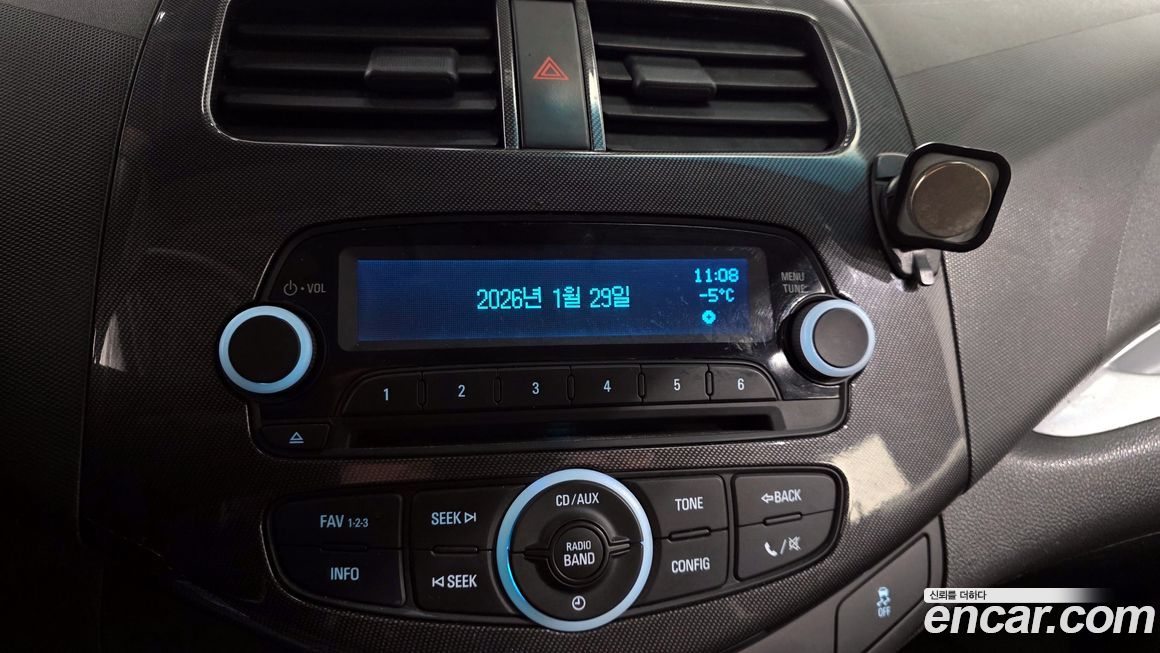 11:08
2026년 1월 29일
-5°C
VOL
MENU
TUNE
1 2 3 4 5 6
CD/AUX
FAV 1-2-3
SEEK
TONE
BACK
RADIO
BAND
INFO
SEEK
CONFIG
OFF
신뢰를 더하다
encar.com